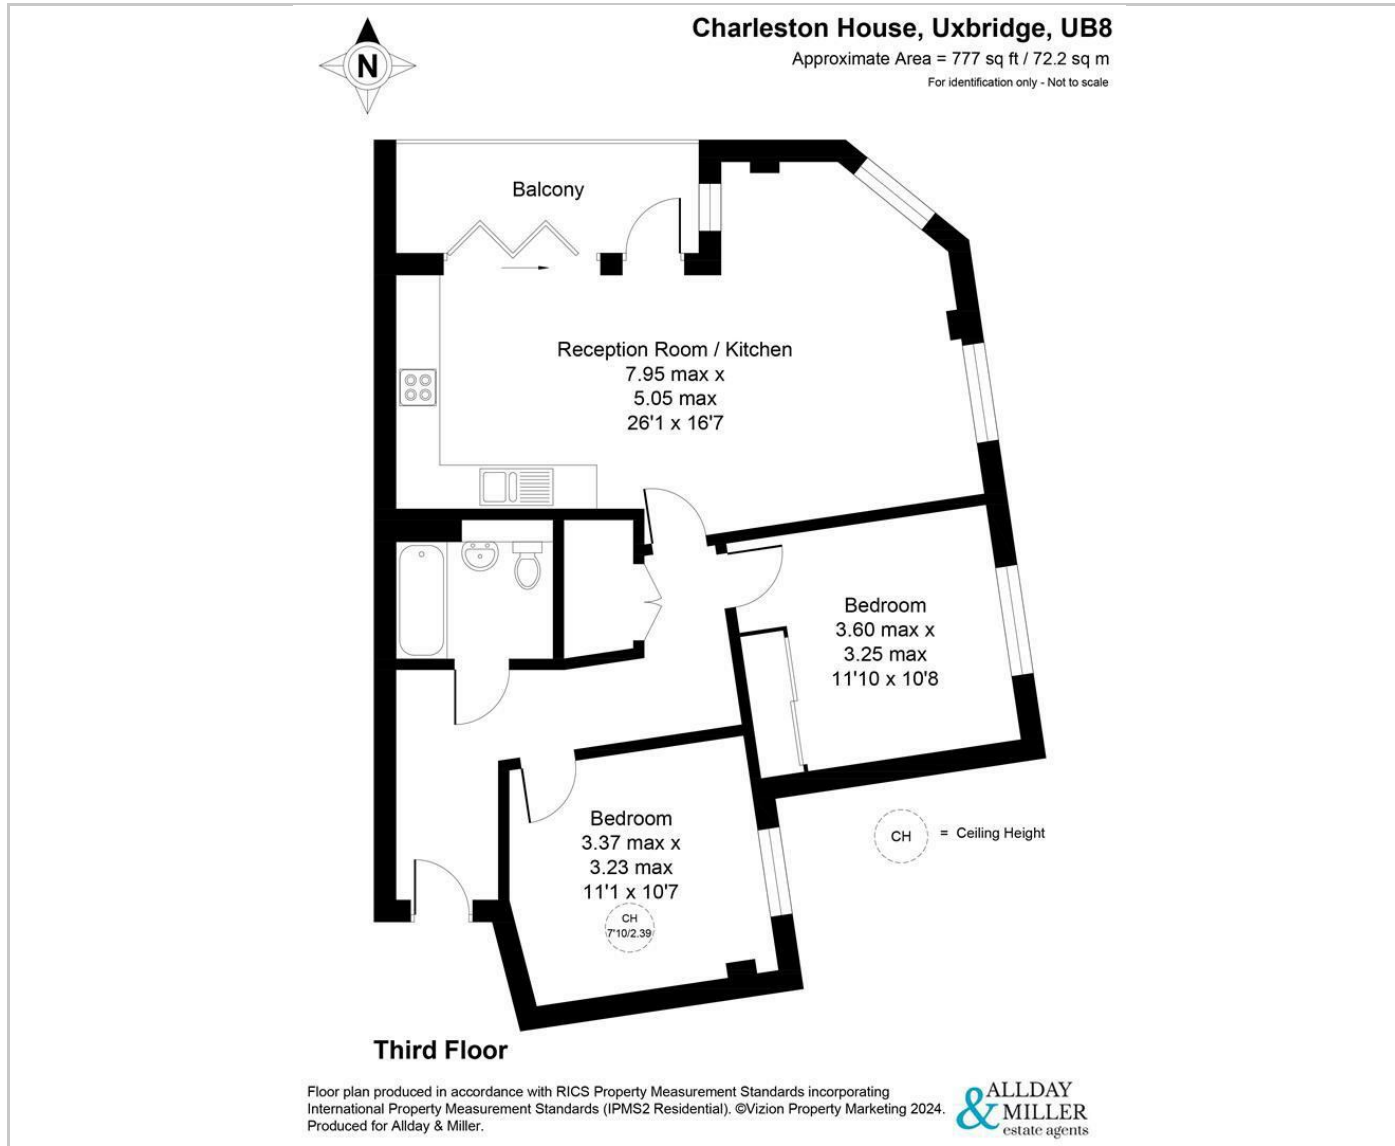 Charleston House, Uxbridge, UB8
Approximate Area = 777 sq ft / 72.2 sq m
For identification only - Not to scale
N
Balcony
Reception Room / Kitchen
7.95 max x
5.05 max
26'1 x 16'7
Bedroom
3.60 max x
3.25 max
11'10 x 10'8
Bedroom
3.37 max x
3.23 max
11'1 x 10'7
CH
7'10/2.39
CH = Ceiling Height
Third Floor
Floor plan produced in accordance with RICS Property Measurement Standards incorporating
International Property Measurement Standards (IPMS2 Residential). ©Vizion Property Marketing 2024.
Produced for Allday & Miller.
ALLDAY
& MILLER
estate agents